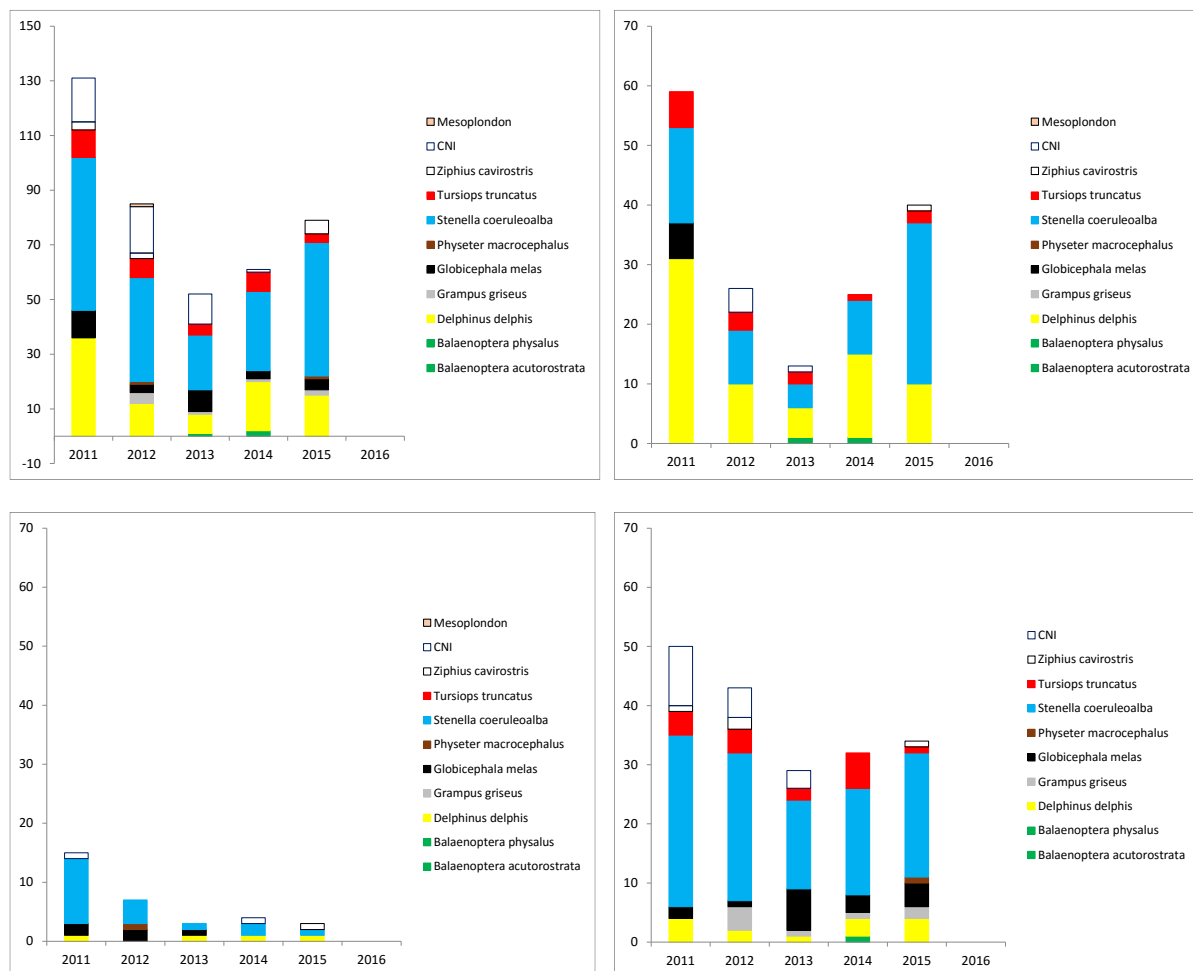 150
130
110
90
70
50
30
10
-10
2011 2012 2013 2014 2015 2016
Mesoplondon
CNI
Ziphius cavirostris
Tursiops truncatus
Stenella coeruleoalba
Physeter macrocephalus
Globicephala melas
Grampus griseus
Delphinus delphis
Balaenoptera physalus
Balaenoptera acutorostrata
70
60
50
40
30
20
10
0
2011 2012 2013 2014 2015 2016
Mesoplondon
CNI
Ziphius cavirostris
Tursiops truncatus
Stenella coeruleoalba
Physeter macrocephalus
Globicephala melas
Grampus griseus
Delphinus delphis
Balaenoptera physalus
Balaenoptera acutorostrata
70
60
50
40
30
20
10
0
2011 2012 2013 2014 2015 2016
Mesoplondon
CNI
Ziphius cavirostris
Tursiops truncatus
Stenella coeruleoalba
Physeter macrocephalus
Globicephala melas
Grampus griseus
Delphinus delphis
Balaenoptera physalus
Balaenoptera acutorostrata
70
60
50
40
30
20
10
0
2011 2012 2013 2014 2015 2016
CNI
Ziphius cavirostris
Tursiops truncatus
Stenella coeruleoalba
Physeter macrocephalus
Globicephala melas
Grampus griseus
Delphinus delphis
Balaenoptera physalus
Balaenoptera acutorostrata